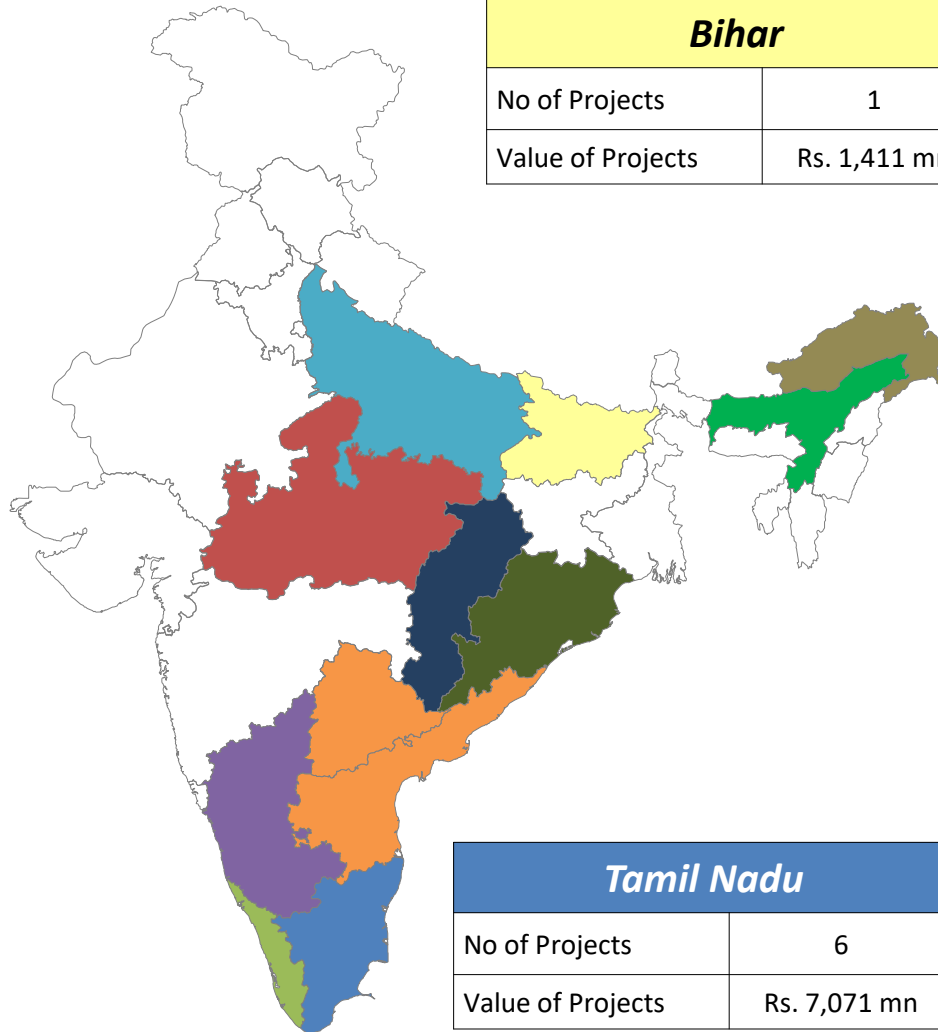 Bihar
No of Projects 1
Value of Projects Rs. 1,411 m
Tamil Nadu
No of Projects 6
Value of Projects Rs. 7,071 mn